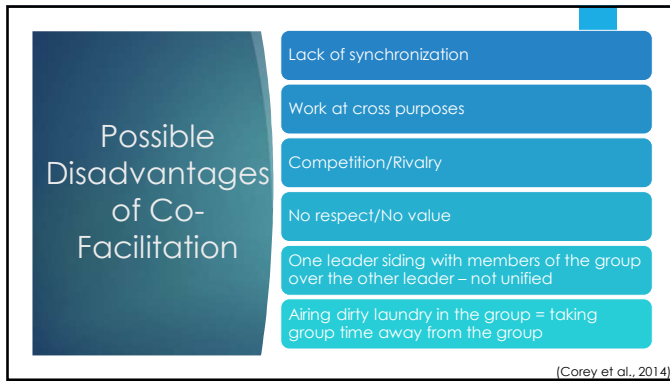 Possible
Disadvantages
of Co-
Facilitation
Lack of synchronization
Work at cross purposes
Competition/Rivalry
No respect/No value
One leader siding with members of the group
over the other leader – not unified
Airing dirty laundry in the group = taking
group time away from the group
(Corey et al., 2014)